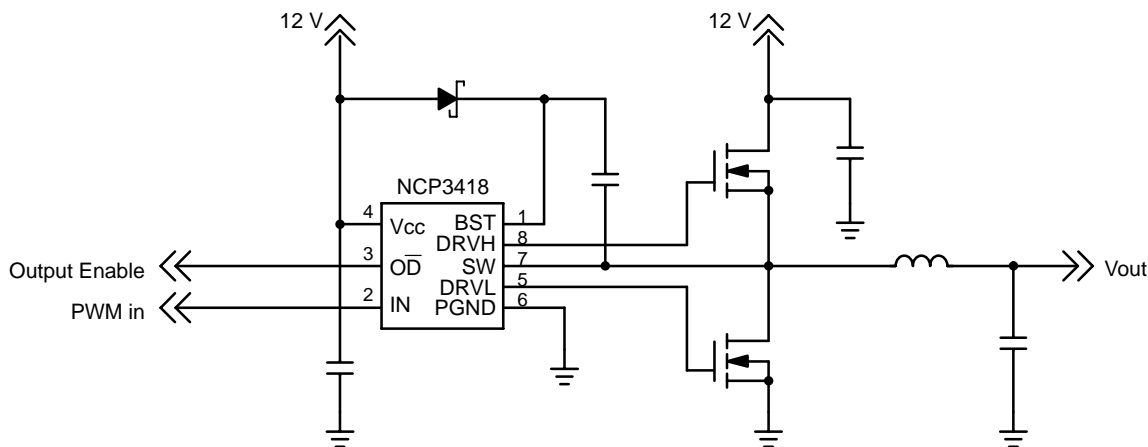 12 V
12 V
NCP3418
4
Vcc
BST
1
DRVH
8
Output Enable
3
OD̅
SW
7
Vout
DRVL
5
PWM in
2
IN
PGND
6